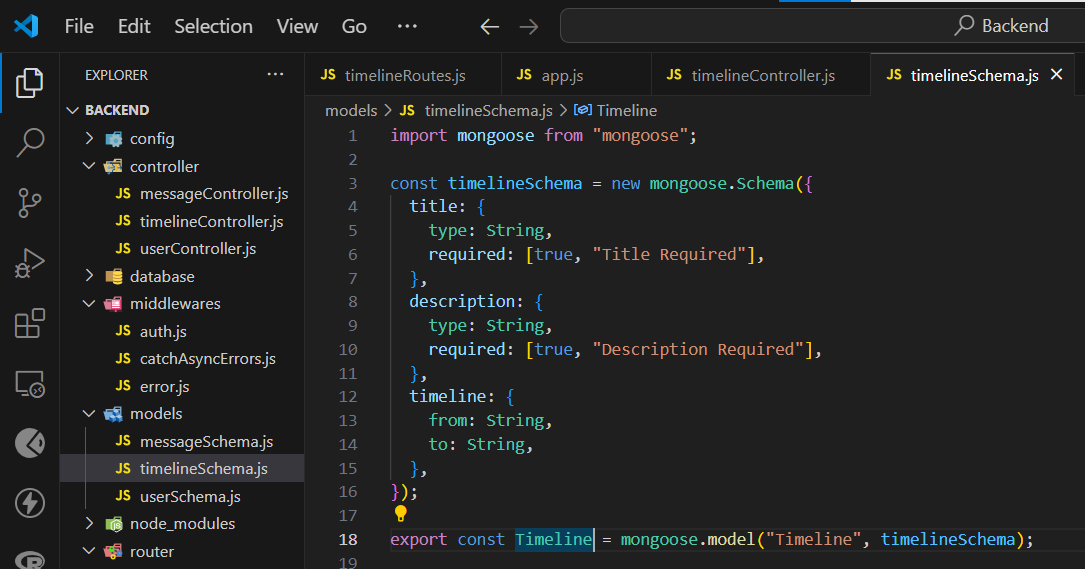 File Edit Selection View Go ··· ← → Backend
EXPLORER ···
JS timelineRoutes.js
JS app.js
JS timelineController.js
JS timelineSchema.js ×
BACKEND
config
controller
JS messageController.js
JS timelineController.js
JS userController.js
database
middlewares
JS auth.js
JS catchAsyncErrors.js
JS error.js
models
JS messageSchema.js
JS timelineSchema.js
JS userSchema.js
node_modules
router
models > JS timelineSchema.js > Timeline
1 import mongoose from "mongoose";
2
3 const timelineSchema = new mongoose.Schema({
4 title: {
5 type: String,
6 required: [true, "Title Required"],
7 },
8 description: {
9 type: String,
10 required: [true, "Description Required"],
11 },
12 timeline: {
13 from: String,
14 to: String,
15 },
16 });
17
18 export const Timeline = mongoose.model("Timeline", timelineSchema);
19